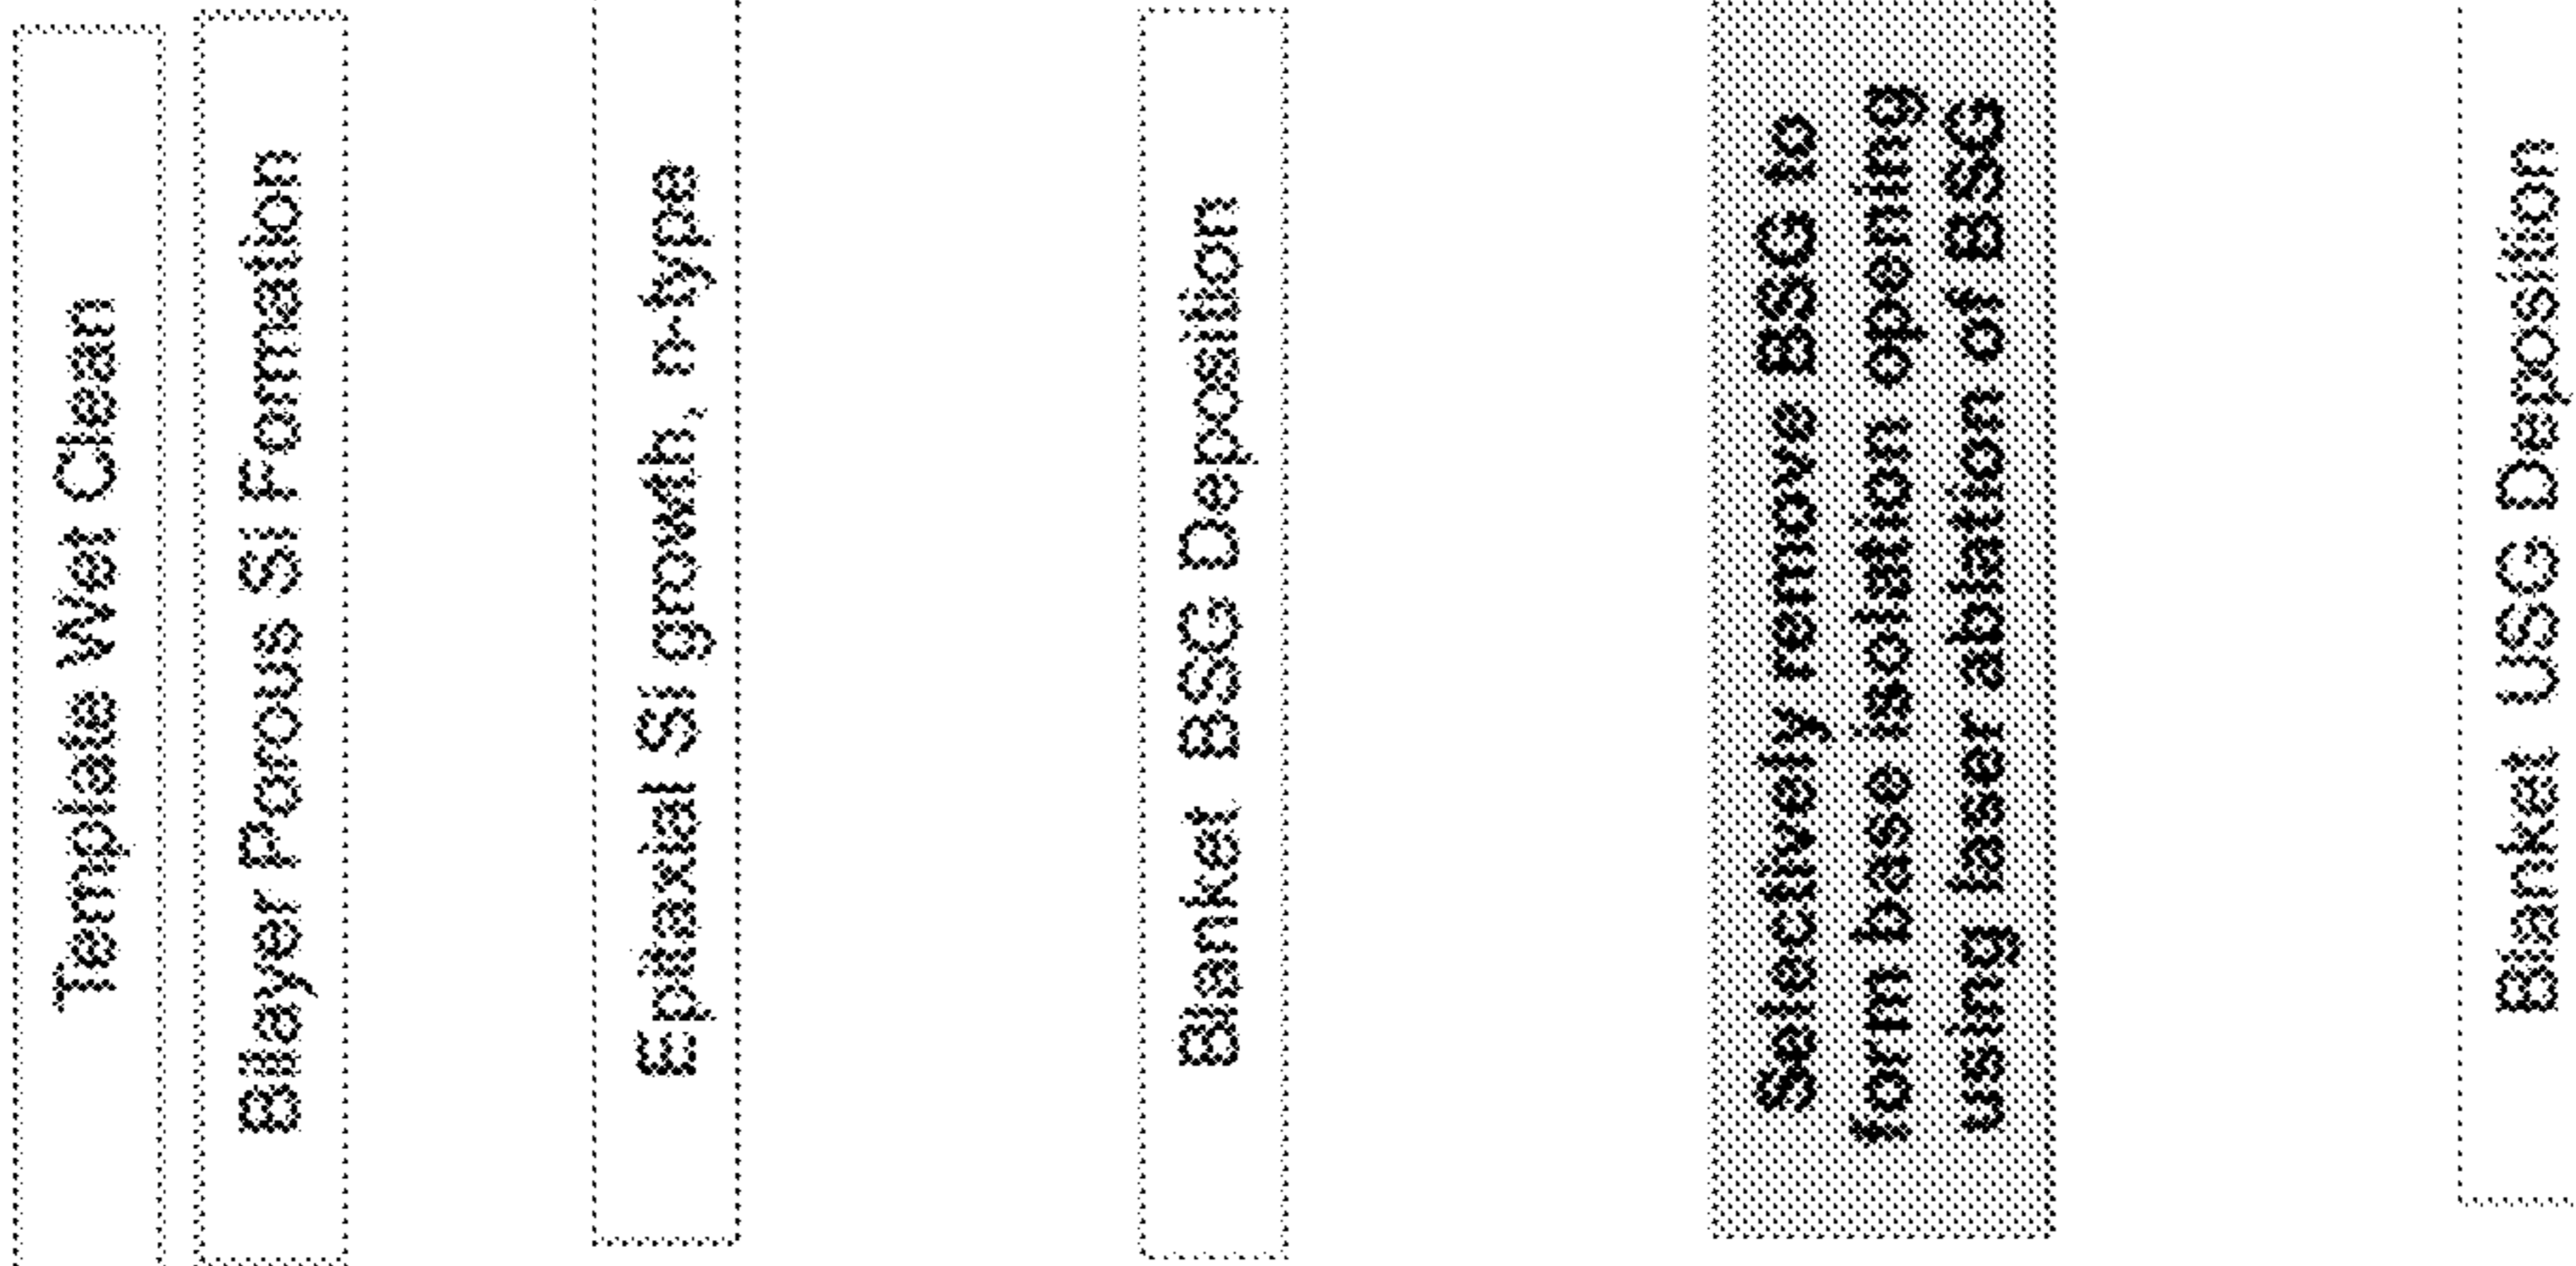 Template Wet Clean
Bilayer Porous Si Formation
Epitaxial Si growth, n-type
Blanket BSG Deposition
Selectively remove BSG to
form base isolation opening
using laser ablation of BSG
Blanket USG Deposition